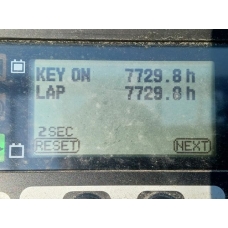 KEY ON 7729.8 h
LAP 7729.8 h
2SEC
RESET NEXT